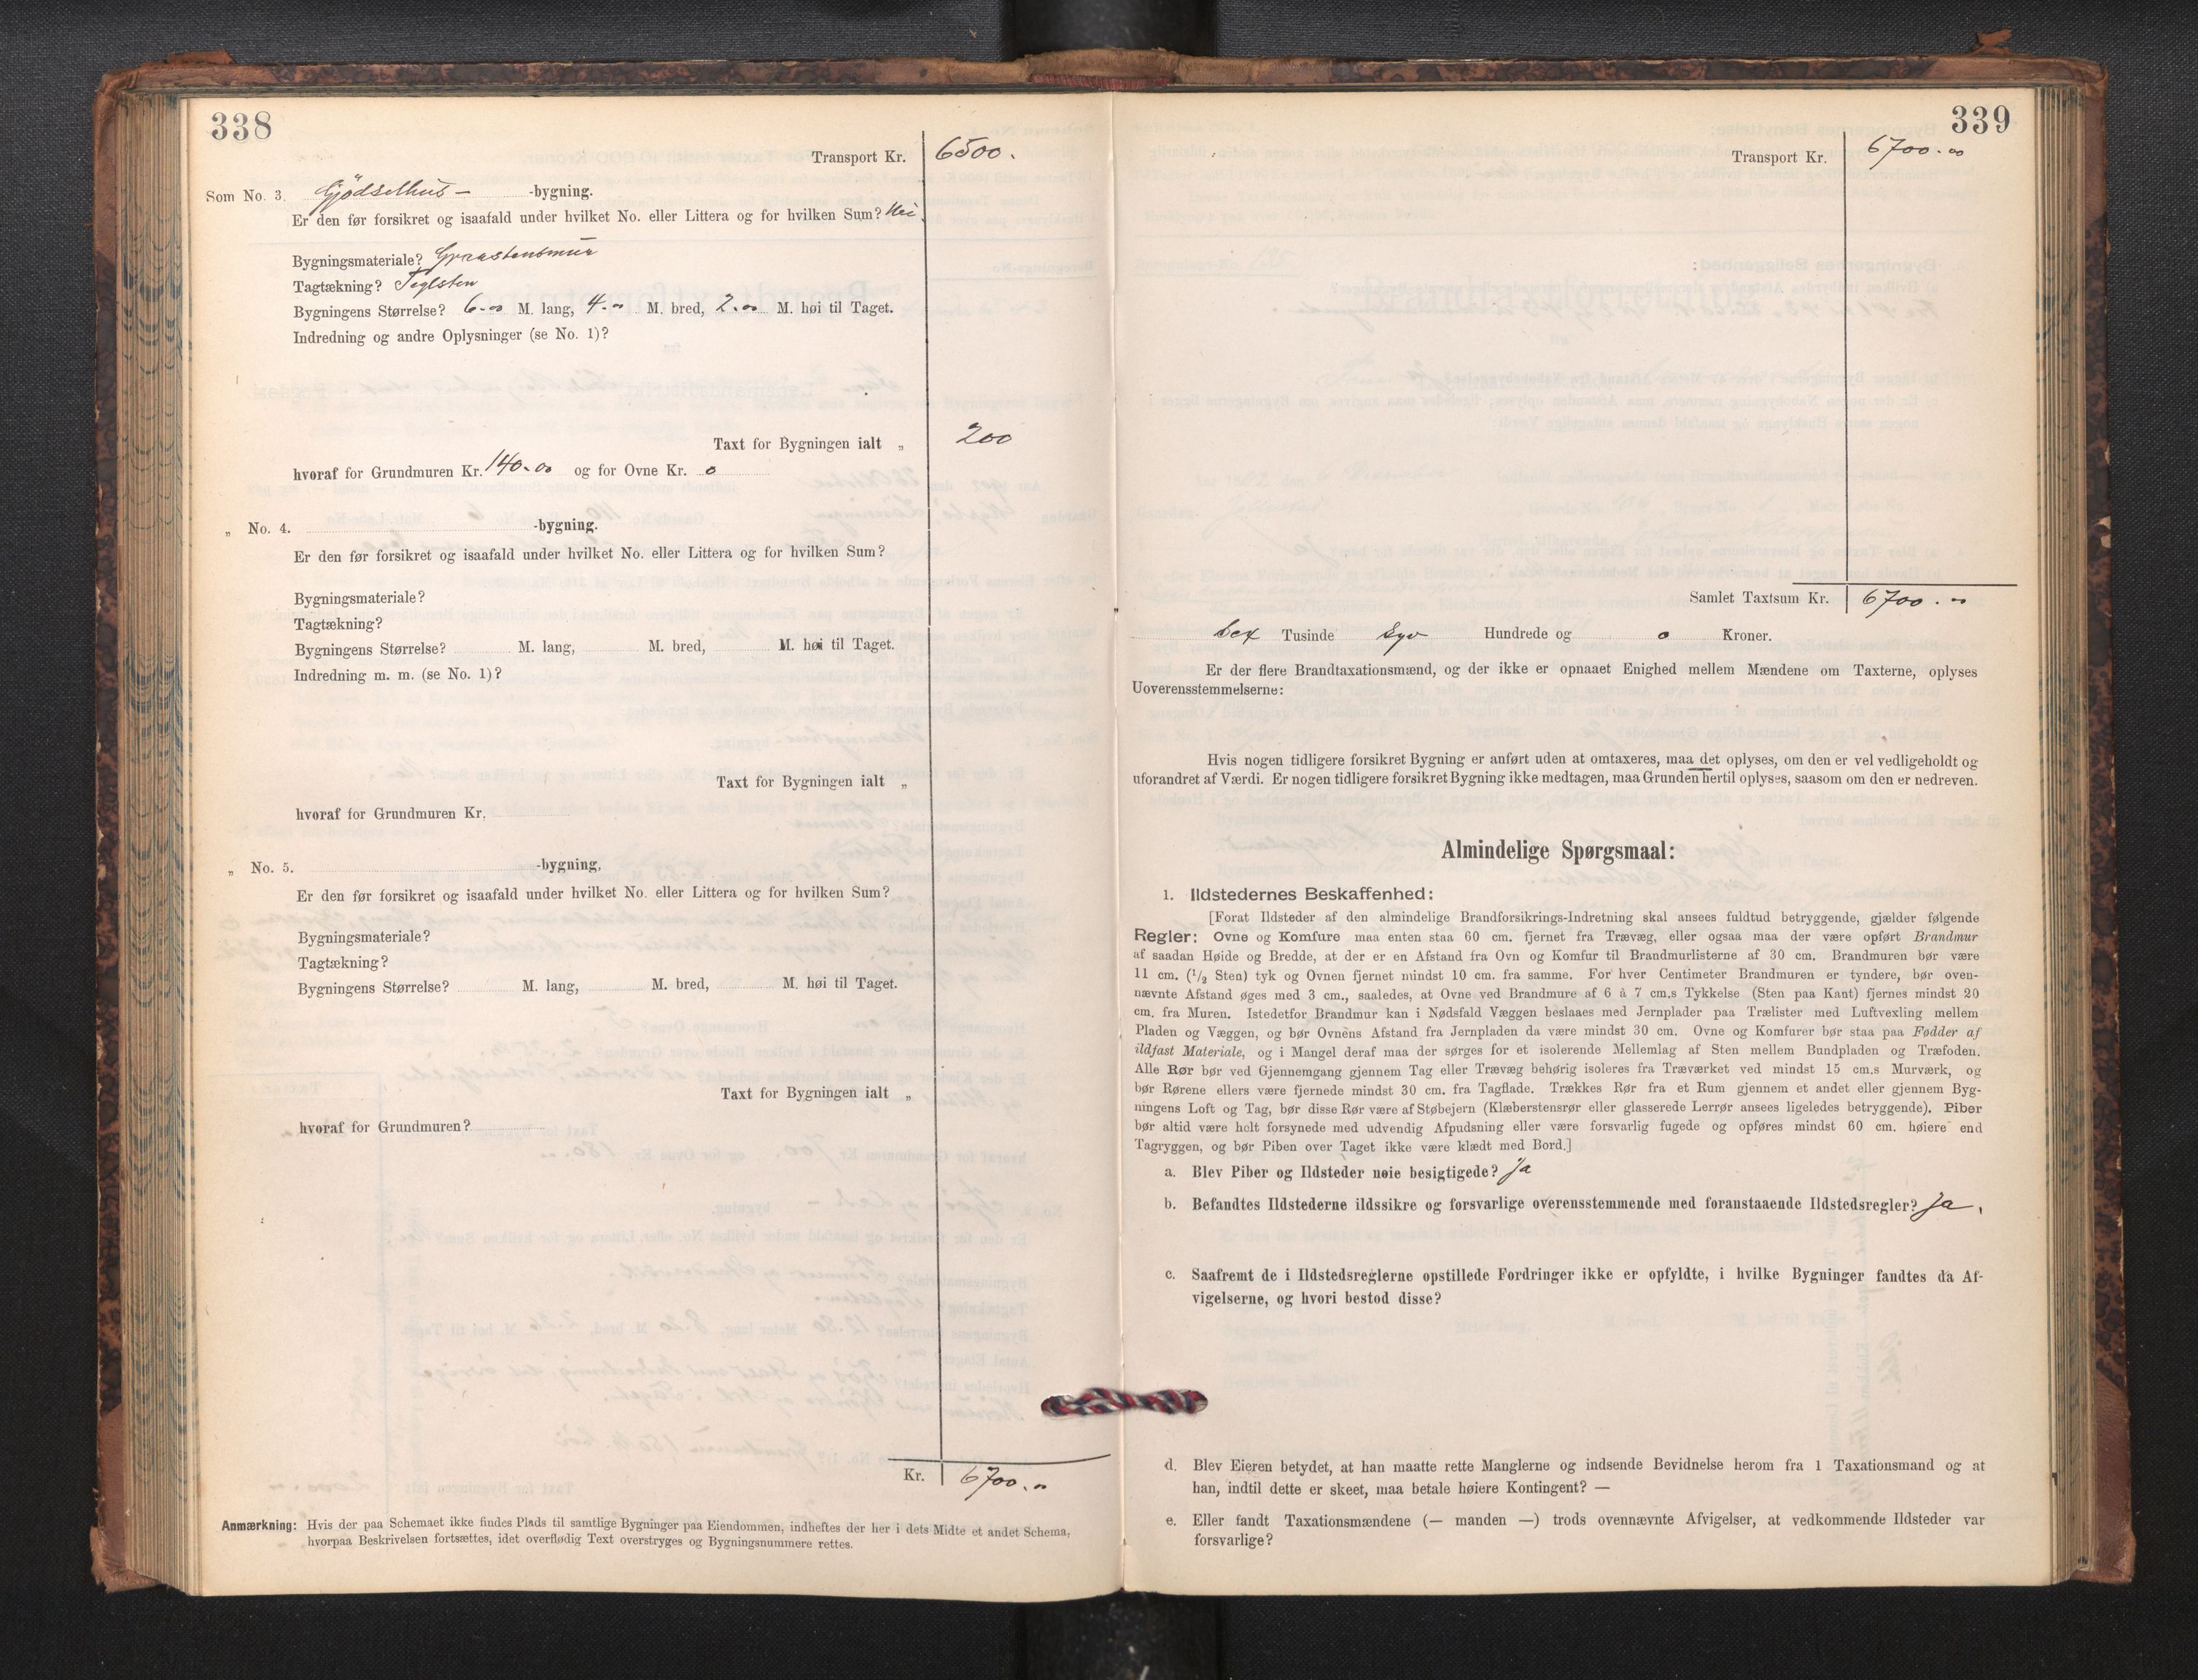 338
Transport Kr. 6500.
Som No. 3. Gjødselhus - -bygning.
Er den før forsikret og isaafald under hvilket No. eller Littera og for hvilken Sum? Nei.
Bygningsmateriale? Graastensmur
Tagtækning? Teglsten
Bygningens Størrelse? 6.00 M. lang, 4.00 M. bred, 2.00 M. høi til Taget.
Indredning og andre Oplysninger (se No. 1)?
Taxt for Bygningen ialt „ 200
hvoraf for Grundmuren Kr. 140.00 og for Ovne Kr. 0
„ No. 4. -bygning.
Er den før forsikret og isaafald under hvilket No. eller Littera og for hvilken Sum?
Bygningsmateriale?
Tagtækning?
Bygningens Størrelse? M. lang, M. bred, M. høi til Taget.
Indredning m. m. (se No. 1)?
Taxt for Bygningen ialt „
hvoraf for Grundmuren Kr.
„ No. 5. -bygning,
Er den før forsikret og isaafald under hvilket No. eller Littera og for hvilken Sum?
Bygningsmateriale?
Tagtækning?
Bygningens Størrelse? M. lang, M. bred, M. høi til Taget.
Taxt for Bygningen ialt „
hvoraf for Grundmuren?
Kr. 6700.00
Anmærkning: Hvis der paa Schemaet ikke findes Plads til samtlige Bygninger paa Eiendommen, indheftes der her i dets Midte et andet Schema,
hvorpaa Beskrivelsen fortsættes, idet overflødig Text overstryges og Bygningsnummere rettes.
339
Transport Kr. 6700.00
Samlet Taxtsum Kr. 6700.00
Sex Tusinde Syv Hundrede og 0 Kroner.
Er der flere Brandtaxationsmænd, og der ikke er opnaaet Enighed mellem Mændene om Taxterne, oplyses
Uoverensstemmelserne:
Hvis nogen tidligere forsikret Bygning er anført uden at omtaxeres, maa det oplyses, om den er vel vedligeholdt og
uforandret af Værdi. Er nogen tidligere forsikret Bygning ikke medtagen, maa Grunden hertil oplyses, saasom om den er nedreven.
Almindelige Spørgsmaal:
1. Ildstedernes Beskaffenhed:
[Forat Ildsteder af den almindelige Brandforsikrings-Indretning skal ansees fuldtud betryggende, gjælder følgende
Regler: Ovne og Komfure maa enten staa 60 cm. fjernet fra Trævæg, eller ogsaa maa der være opført Brandmur
af saadan Høide og Bredde, at der er en Afstand fra Ovn og Komfur til Brandmurlisterne af 30 cm. Brandmuren bør være
11 cm. (1/2 Sten) tyk og Ovnen fjernet mindst 10 cm. fra samme. For hver Centimeter Brandmuren er tyndere, bør oven-
nævnte Afstand øges med 3 cm., saaledes, at Ovne ved Brandmure af 6 à 7 cm.s Tykkelse (Sten paa Kant) fjernes mindst 20
cm. fra Muren. Istedetfor Brandmur kan i Nødsfald Væggen beslaaes med Jernplader paa Trælister med Luftvexling mellem
Pladen og Væggen, og bør Ovnens Afstand fra Jernpladen da være mindst 30 cm. Ovne og Komfurer bør staa paa Fødder af
ildfast Materiale, og i Mangel deraf maa der sørges for et isolerende Mellemlag af Sten mellem Bundpladen og Træfoden.
Alle Rør bør ved Gjennemgang gjennem Tag eller Trævæg behørig isoleres fra Træværket ved mindst 15 cm.s Murværk, og
bør Rørene ellers være fjernede mindst 30 cm. fra Tagflade. Trækkes Rør fra et Rum gjennem et andet eller gjennem Byg-
ningens Loft og Tag, bør disse Rør være af Støbejern (Klæberstensrør eller glasserede Lerrør ansees ligeledes betryggende). Piber
bør altid være helt forsynede med udvendig Afpudsning eller være forsvarlig fugede og opføres mindst 60 cm. høiere end
Tagryggen, og bør Piben over Taget ikke være klædt med Bord.]
a. Blev Piber og Ildsteder nøie besigtigede? Ja
b. Befandtes Ildstederne ildssikre og forsvarlige overensstemmende med foranstaaende Ildstedsregler? Ja,
c. Saafremt de i Ildstedsreglerne opstillede Fordringer ikke er opfyldte, i hvilke Bygninger fandtes da Af-
vigelserne, og hvori bestod disse?
d. Blev Eieren betydet, at han maatte rette Manglerne og indsende Bevidnelse herom fra 1 Taxationsmand og at
han, indtil dette er skeet, maa betale høiere Kontingent? —
e. Eller fandt Taxationsmændene (— manden —) trods ovennævnte Afvigelser, at vedkommende Ildsteder var
forsvarlige?